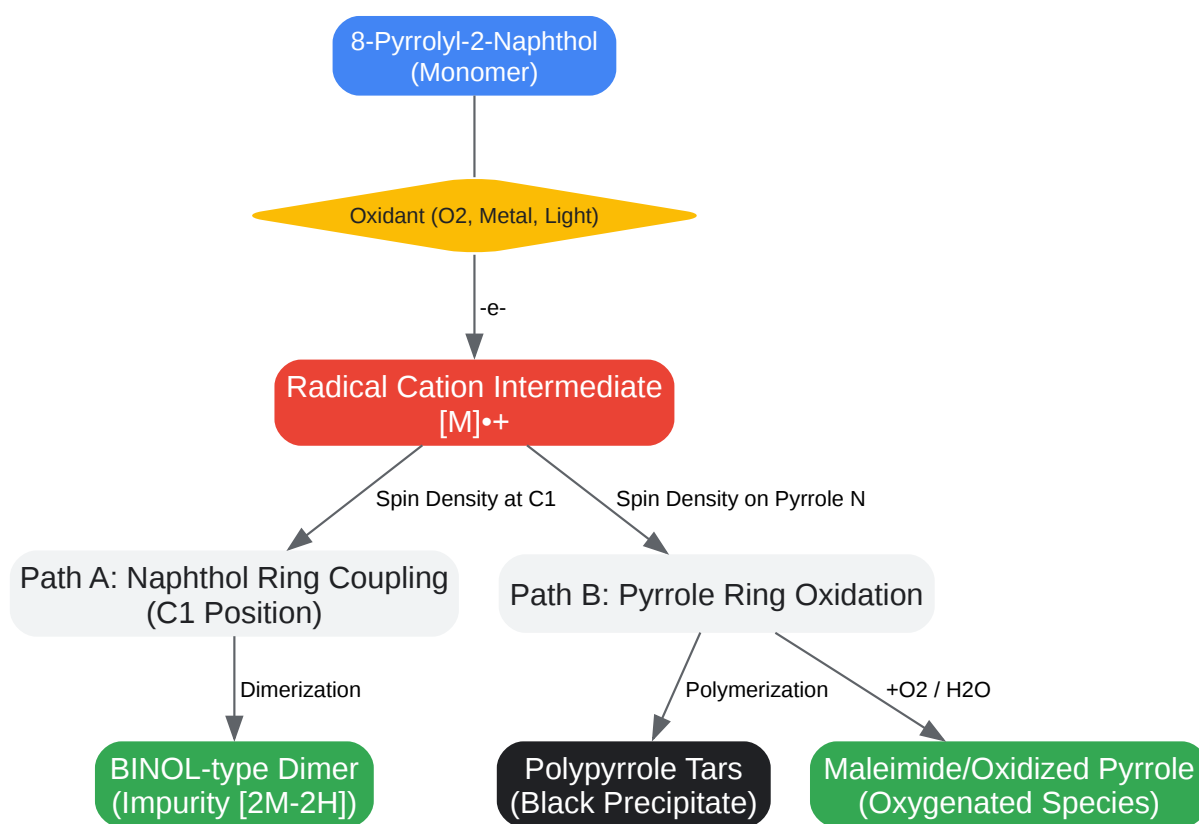 8-Pyrrolyl-2-Naphthol
(Monomer)
Oxidant (O2, Metal, Light)
-e-
Radical Cation Intermediate
[M]•+
Spin Density at C1
Spin Density on Pyrrole N
Path A: Naphthol Ring Coupling
(C1 Position)
Path B: Pyrrole Ring Oxidation
Dimerization
Polymerization
+O2 / H2O
BINOL-type Dimer
(Impurity [2M-2H])
Polypyrrole Tars
(Black Precipitate)
Maleimide/Oxidized Pyrrole
(Oxygenated Species)